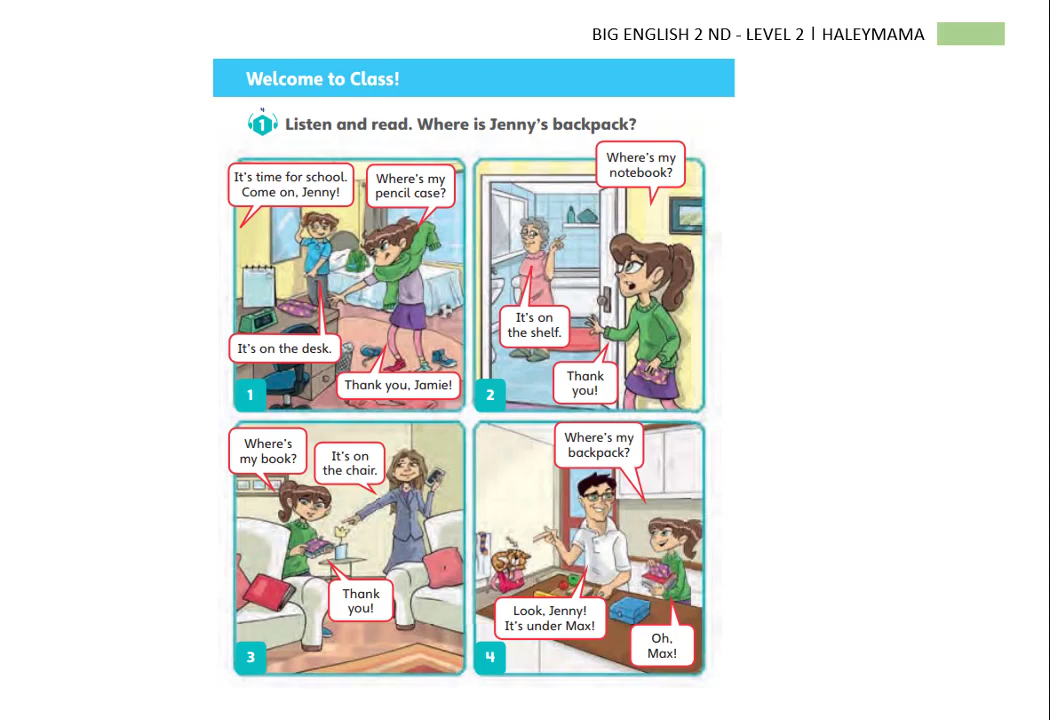 BIG ENGLISH 2 ND - LEVEL 2 | HALEYMAMA
Welcome to Class!
4
1 Listen and read. Where is Jenny's backpack?
It's time for school.
Come on, Jenny!
Where's my
pencil case?
It's on the desk.
Thank you, Jamie!
1
Where's my
notebook?
It's on
the shelf.
Thank
you!
2
Where's
my book?
It's on
the chair.
Thank
you!
3
Where's my
backpack?
Look, Jenny!
It's under Max!
Oh,
Max!
4